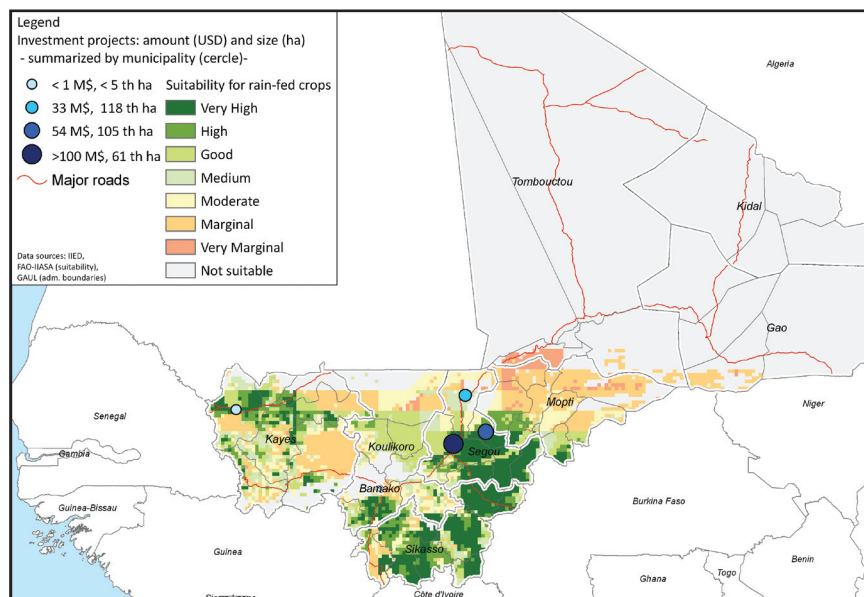 Legend
Investment projects: amount (USD) and size (ha)
- summarized by municipality (cercle)-
< 1 M$, < 5 th ha
33 M$, 118 th ha
54 M$, 105 th ha
>100 M$, 61 th ha
Major roads
Data sources: IIED,
FAO-IIASA (suitability),
GAUL (adm. boundaries)
Suitability for rain-fed crops
Very High
High
Good
Medium
Moderate
Marginal
Very Marginal
Not suitable
Algeria
Tombouctou
Kidal
Gao
Mopti
Niger
Senegal
Kayes
Koulikoro
Segou
Gambia
Bamako
Guinea-Bissau
Burkina Faso
Guinea
Sikasso
Benin
Togo
Ghana
Côte d'Ivoire